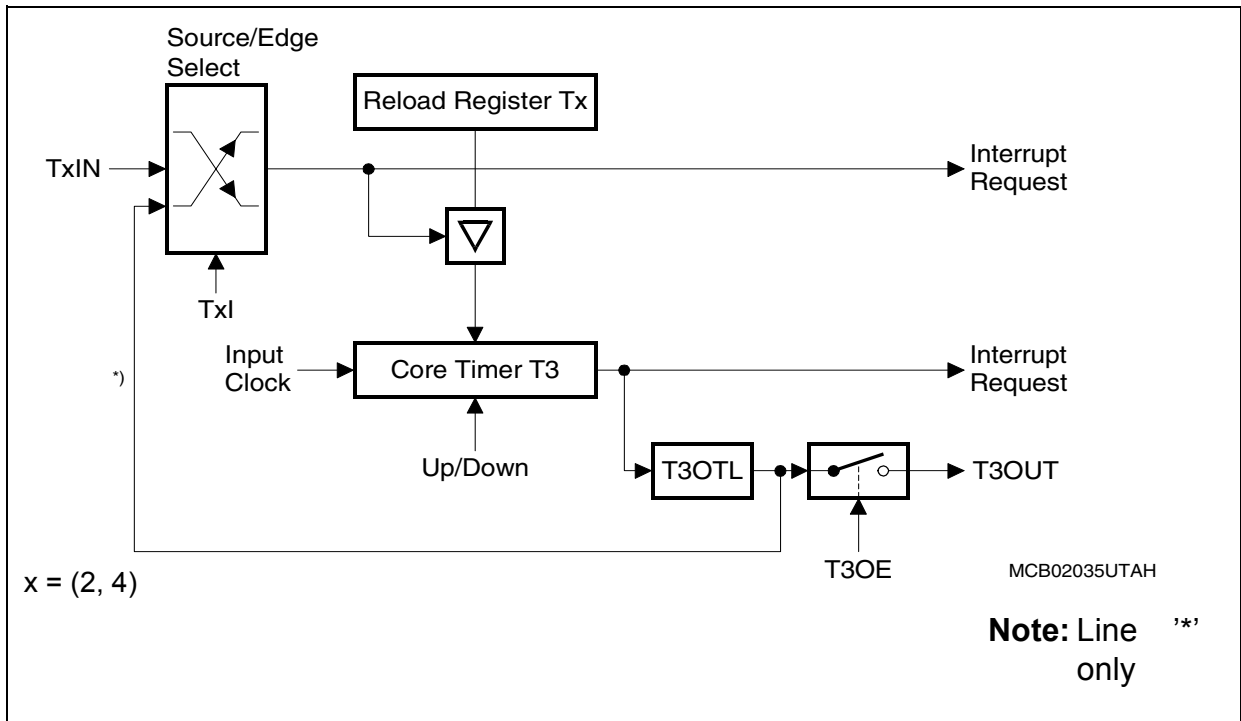 Source/Edge
Select
Reload Register Tx
TxIN
Interrupt
Request
TxI
Input
Clock
Core Timer T3
Interrupt
Request
*)
Up/Down
T3OTL
T3OUT
T3OE
x = (2, 4)
MCB02035UTAH
Note: Line '*'
only